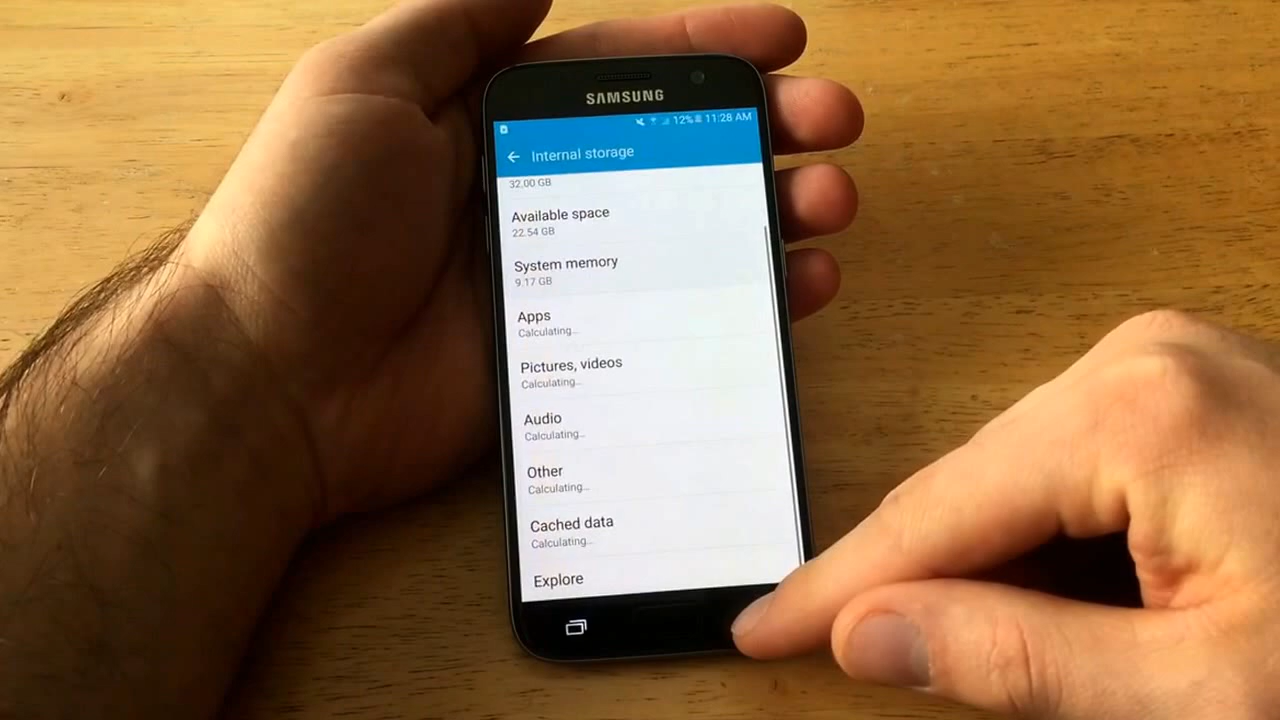 SAMSUNG
12% 11:28 AM
Internal storage
32.00 GB
Available space
22.54 GB
System memory
9.17 GB
Apps
Calculating...
Pictures, videos
Calculating...
Audio
Calculating...
Other
Calculating...
Cached data
Calculating...
Explore